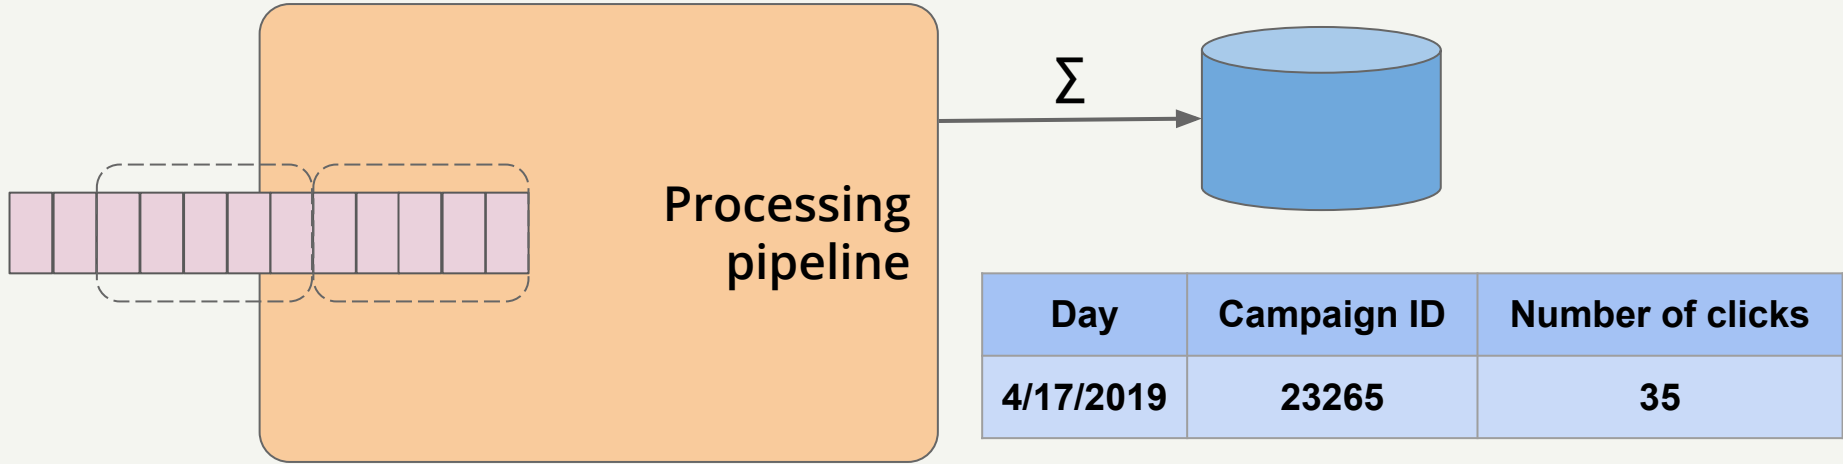 Σ
Processing
pipeline
Day Campaign ID Number of clicks
4/17/2019 23265 35